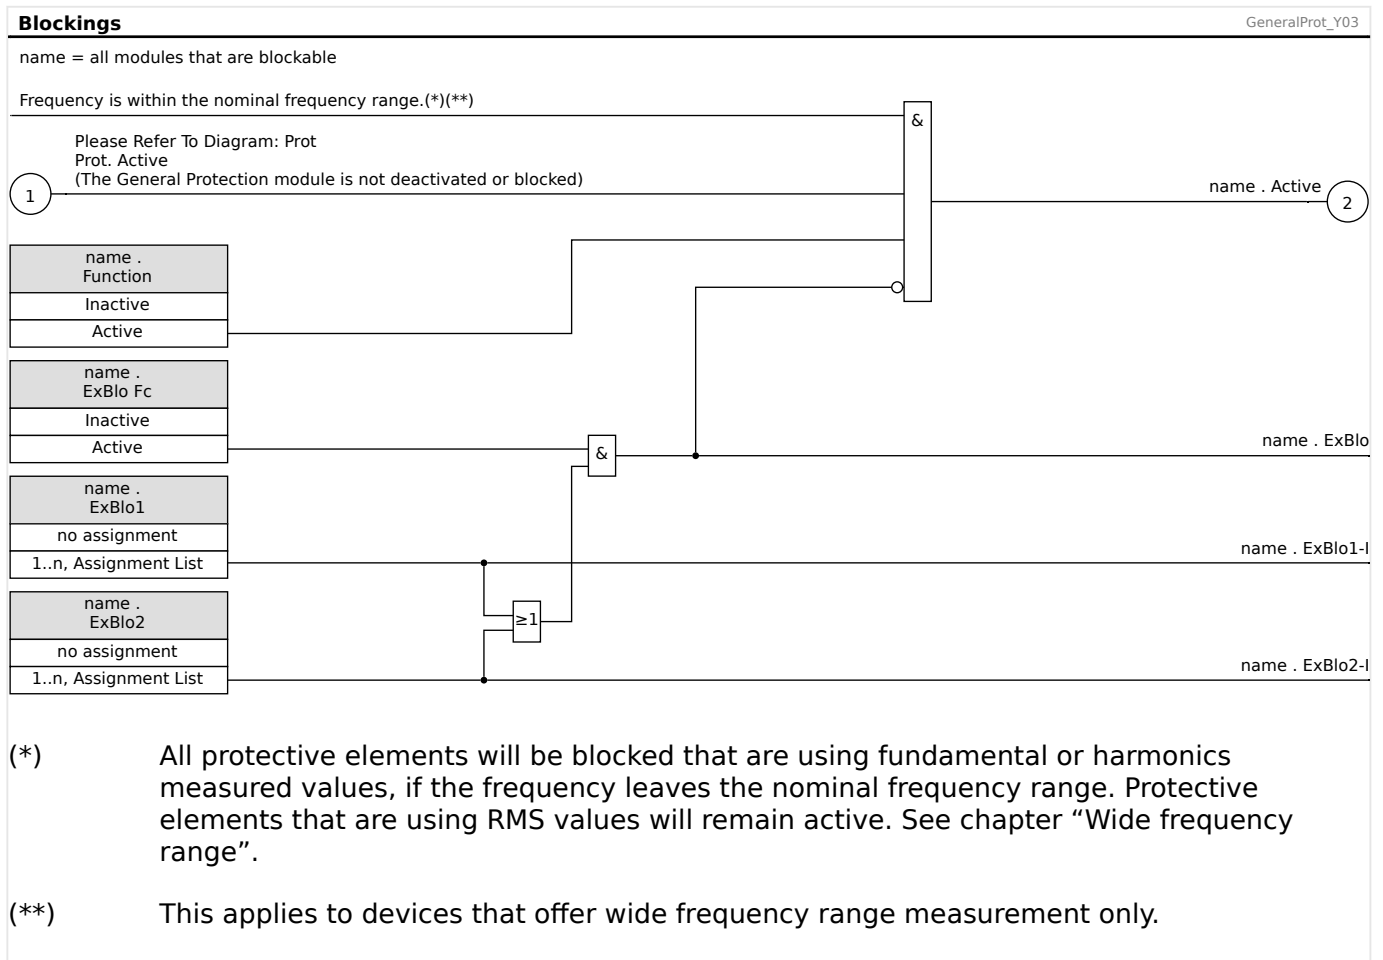 Blockings
GeneralProt_Y03
name = all modules that are blockable
Frequency is within the nominal frequency range.(*)(**)
&
Please Refer To Diagram: Prot
Prot. Active
(The General Protection module is not deactivated or blocked)
1
name . Active
2
name .
Function
Inactive
Active
name .
ExBlo Fc
Inactive
Active
&
name . ExBlo
name .
ExBlo1
no assignment
1..n, Assignment List
name . ExBlo1-I
name .
ExBlo2
no assignment
1..n, Assignment List
≥1
name . ExBlo2-I
(*) All protective elements will be blocked that are using fundamental or harmonics
measured values, if the frequency leaves the nominal frequency range. Protective
elements that are using RMS values will remain active. See chapter “Wide frequency
range”.
(**) This applies to devices that offer wide frequency range measurement only.